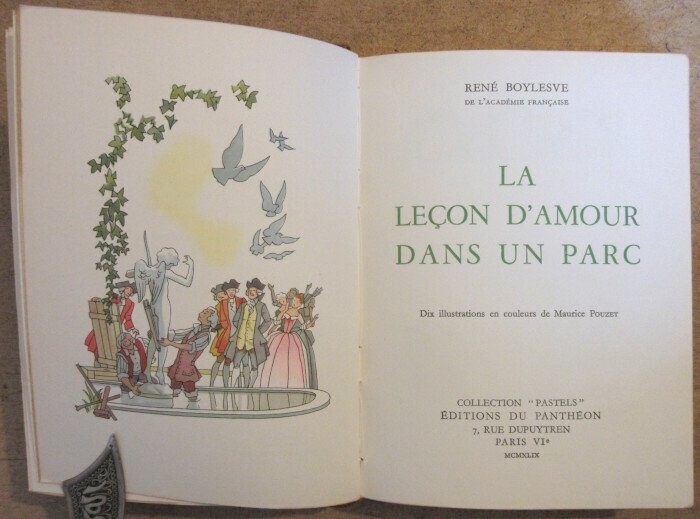 RENÉ BOYLESVE
DE L'ACADÉMIE FRANÇAISE
LA
LEÇON D'AMOUR
DANS UN PARC
Dix illustrations en couleurs de Maurice POUZET
COLLECTION "PASTELS"
ÉDITIONS DU PANTHÉON
7, RUE DUPUYTREN
PARIS VIe
MCMXLIX